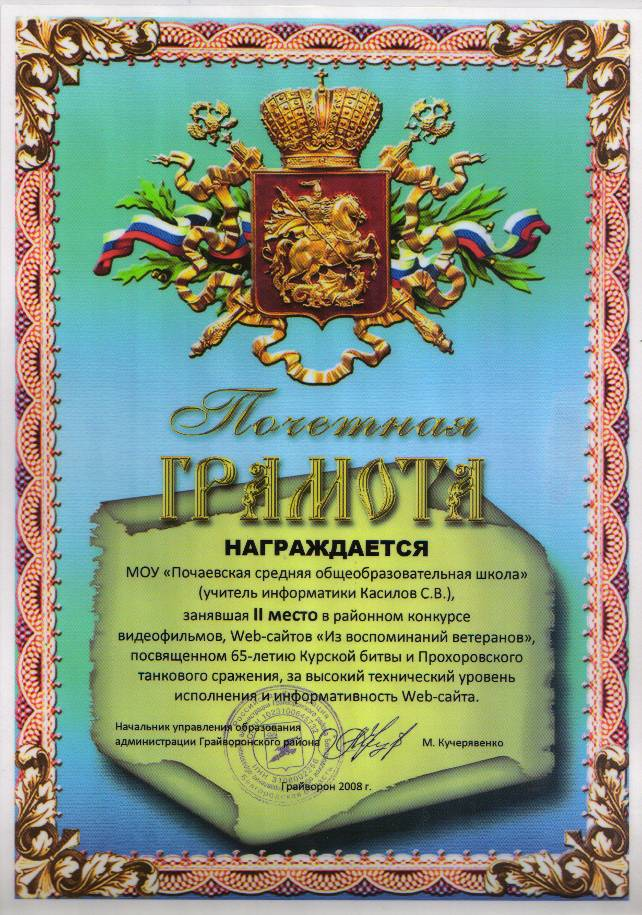 Почетная
ГРАМОТА
НАГРАЖДАЕТСЯ
МОУ «Почаевская средняя общеобразовательная школа»
(учитель информатики Касилов С.В.),
занявшая II место в районном конкурсе
видеофильмов, Web-сайтов «Из воспоминаний ветеранов»,
посвященном 65-летию Курской битвы и Прохоровского
танкового сражения, за высокий технический уровень
исполнения и информативность Web-сайта.
Начальник управления образования
администрации Грайворонского района
М. Кучерявенко
Грайворон 2008 г.